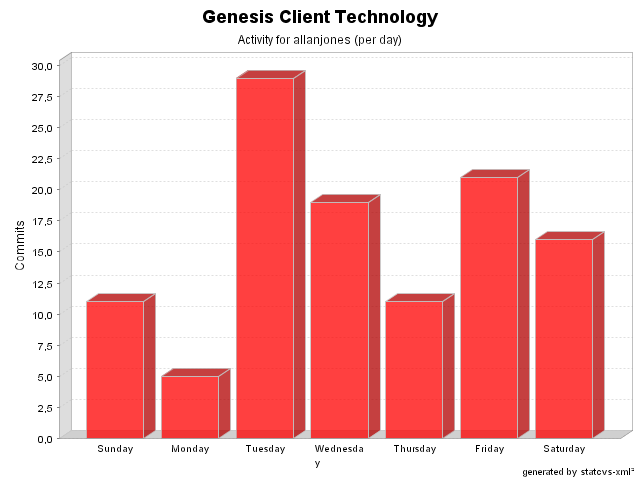 Genesis Client Technology
Activity for allanjones (per day)
30,0
27,5
25,0
22,5
20,0
17,5
15,0
12,5
10,0
7,5
5,0
2,5
0,0
Commits
Sunday
Monday
Tuesday
Wednesda
y
Thursday
Friday
Saturday
generated by statcvs-xml²